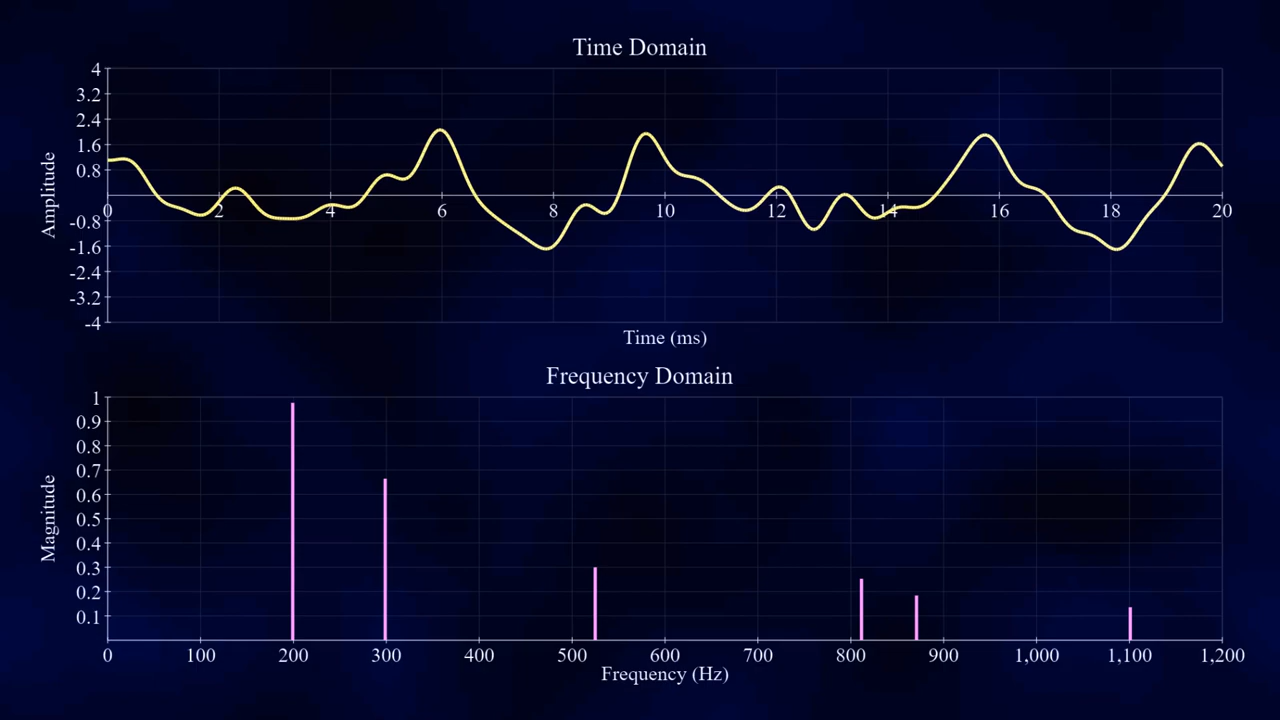 Time Domain
4
3.2
2.4
1.6
0.8
-0.8
-1.6
-2.4
-3.2
-4
Amplitude
0 2 4 6 8 10 12 14 16 18 20
Time (ms)
Frequency Domain
1
0.9
0.8
0.7
0.6
0.5
0.4
0.3
0.2
0.1
Magnitude
0 100 200 300 400 500 600 700 800 900 1,000 1,100 1,200
Frequency (Hz)